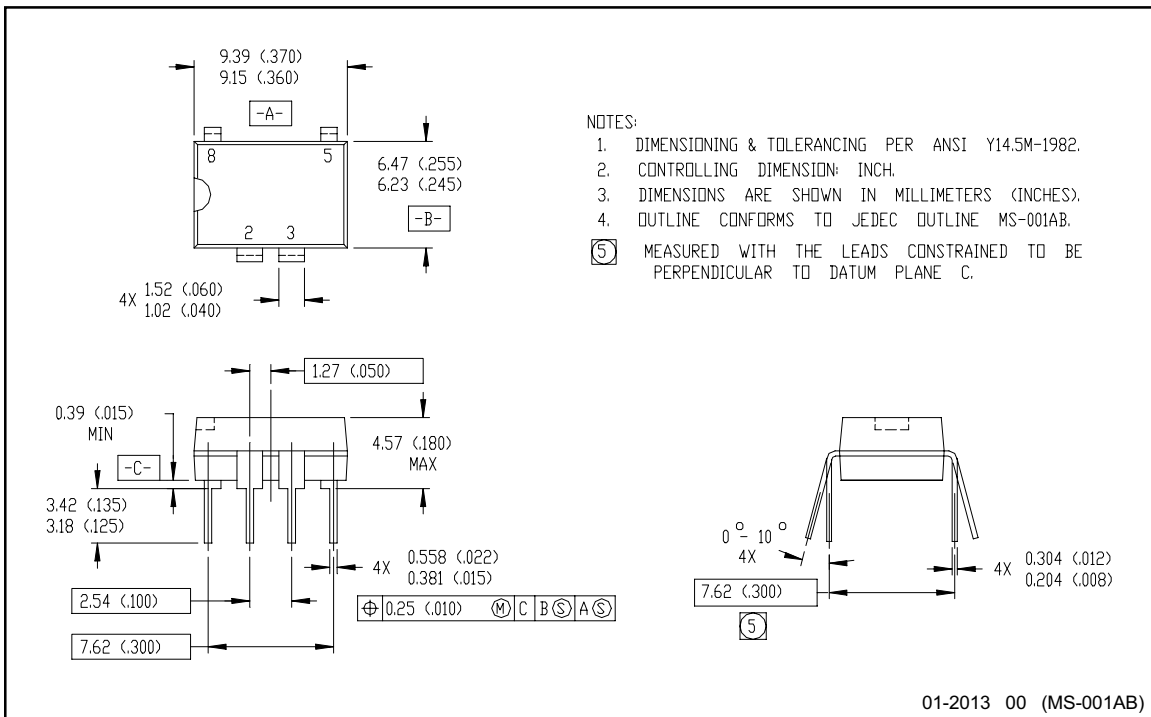 9.39 (.370)
9.15 (.360)
-A-
8
5
6.47 (.255)
6.23 (.245)
-B-
2
3
4X 1.52 (.060)
1.02 (.040)
NOTES:
1. DIMENSIONING & TOLERANCING PER ANSI Y14.5M-1982.
2. CONTROLLING DIMENSION: INCH.
3. DIMENSIONS ARE SHOWN IN MILLIMETERS (INCHES).
4. OUTLINE CONFORMS TO JEDEC OUTLINE MS-001AB.
5 MEASURED WITH THE LEADS CONSTRAINED TO BE
PERPENDICULAR TO DATUM PLANE C.
1.27 (.050)
0.39 (.015)
MIN
-C-
4.57 (.180)
MAX
3.42 (.135)
3.18 (.125)
4X 0.558 (.022)
0.381 (.015)
2.54 (.100)
⌖ 0.25 (.010) Ⓜ C B Ⓢ A Ⓢ
7.62 (.300)
0° - 10°
4X
4X 0.304 (.012)
0.204 (.008)
7.62 (.300)
5
01-2013 00 (MS-001AB)